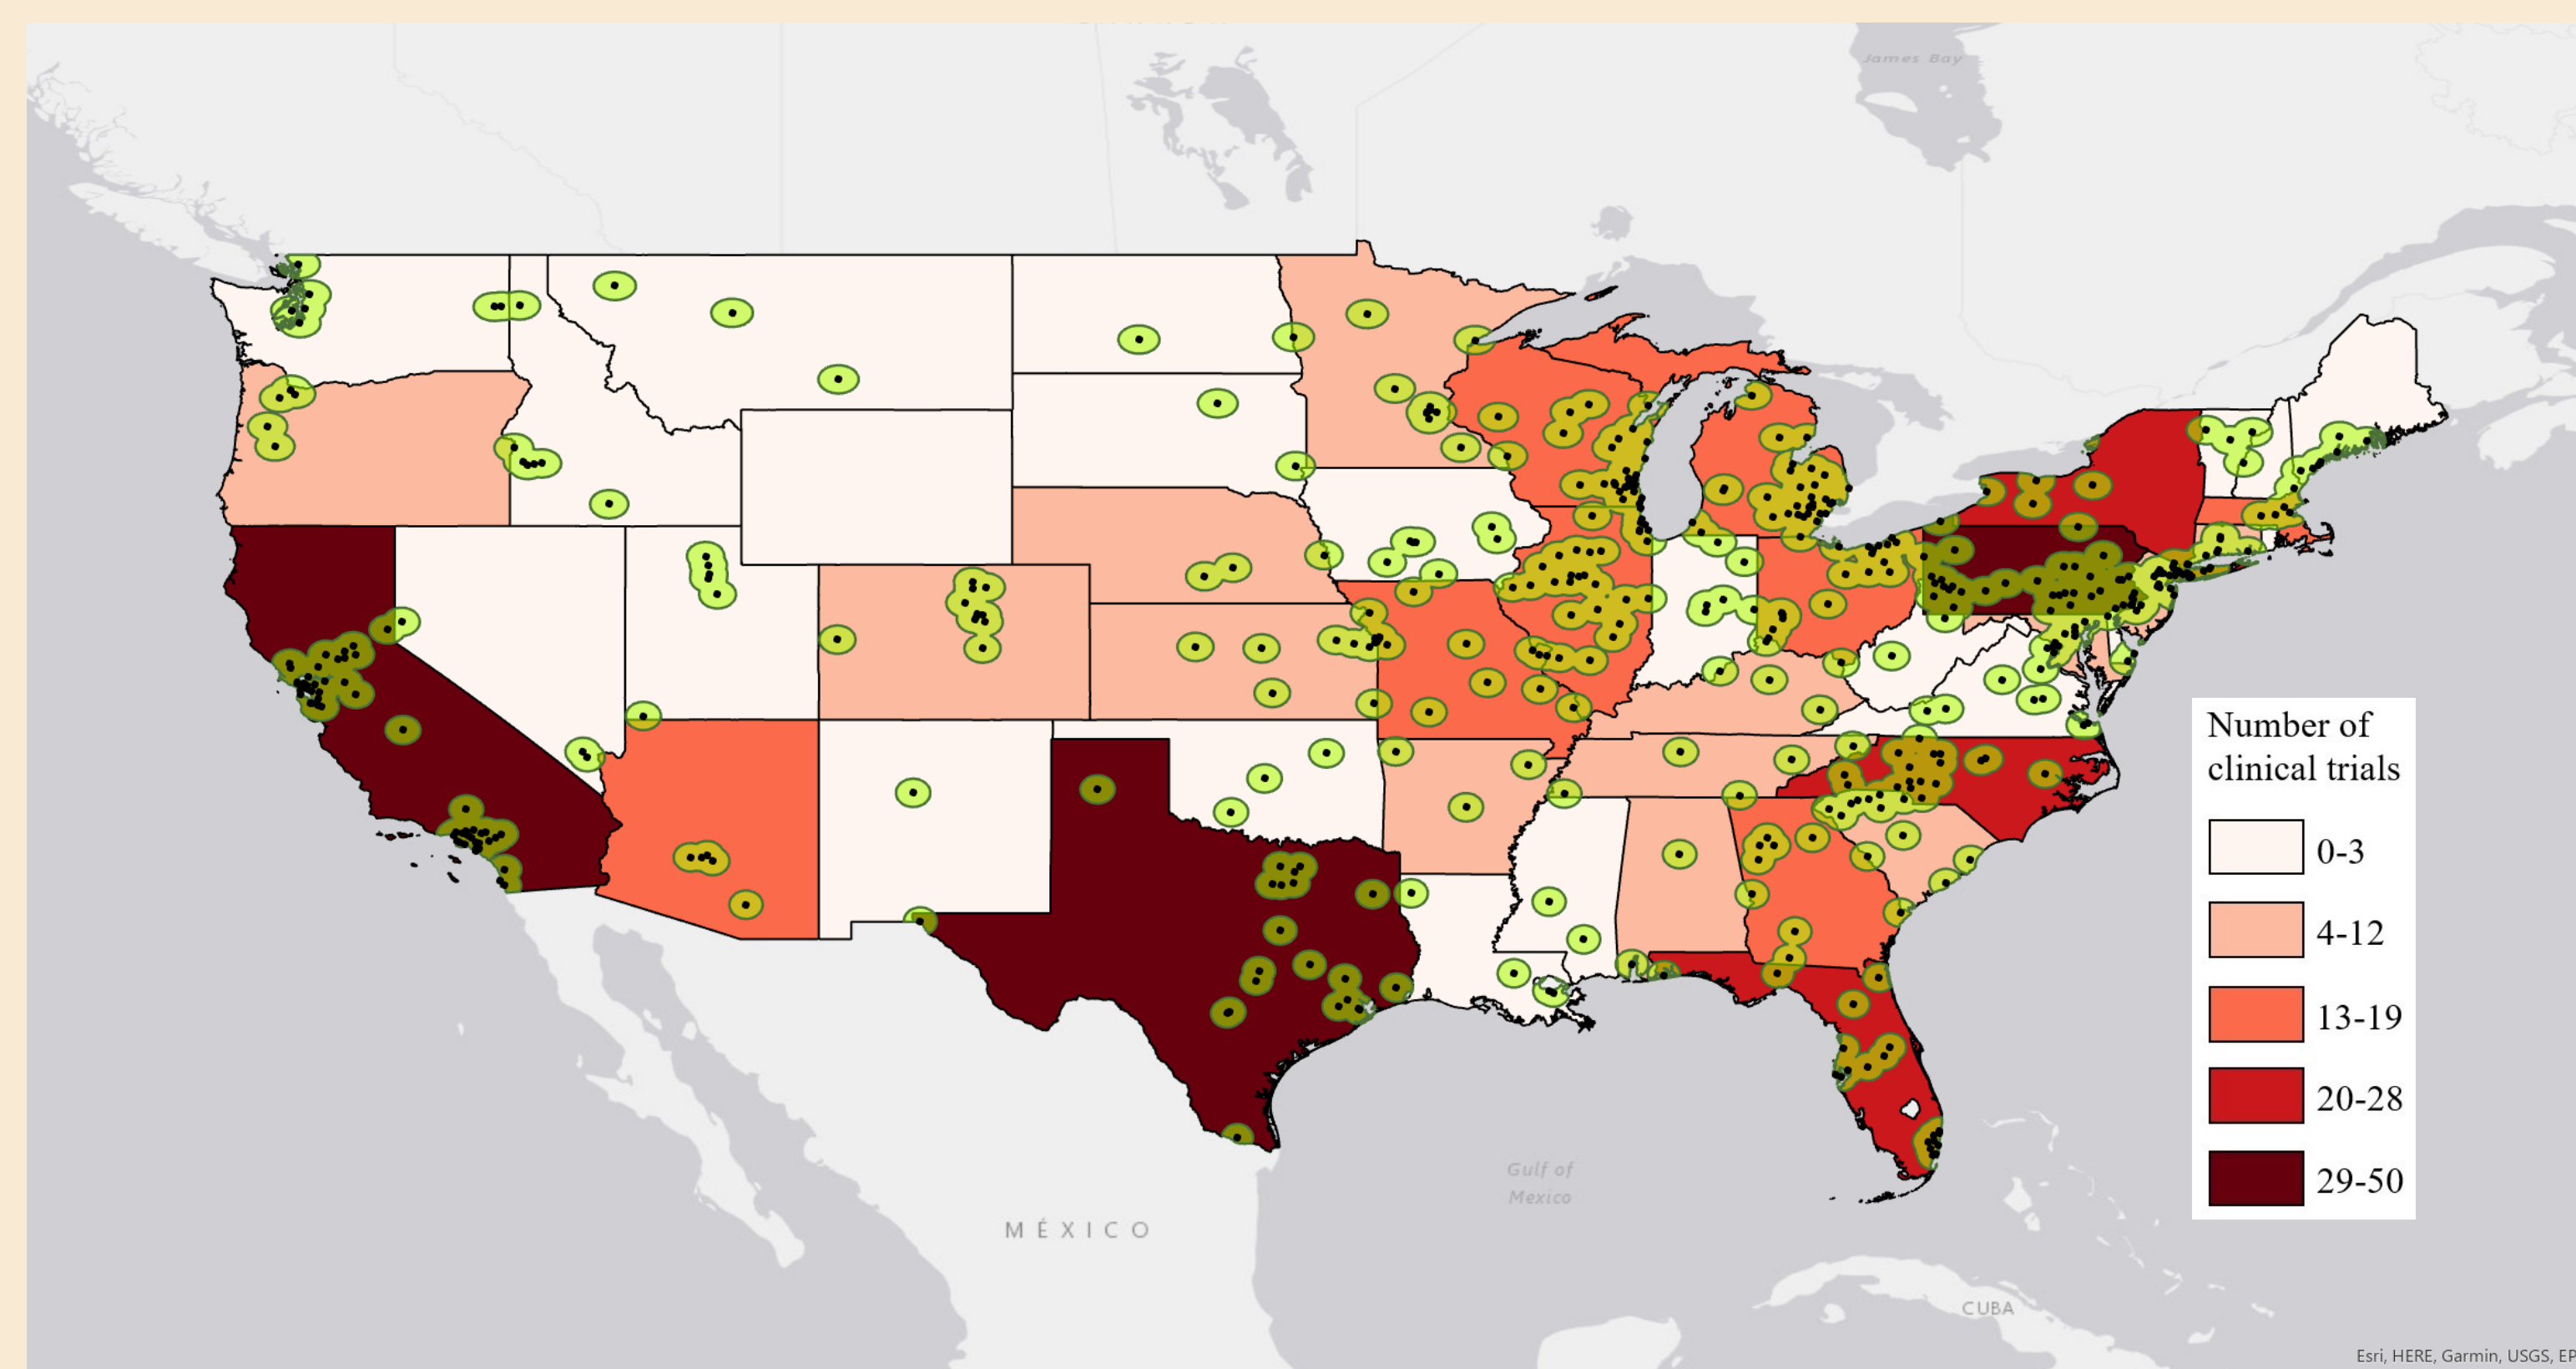 James Bay
Number of
clinical trials
0-3
4-12
13-19
20-28
29-50
Gulf of
Mexico
MÉXICO
CUBA
Esri, HERE, Garmin, USGS, EP